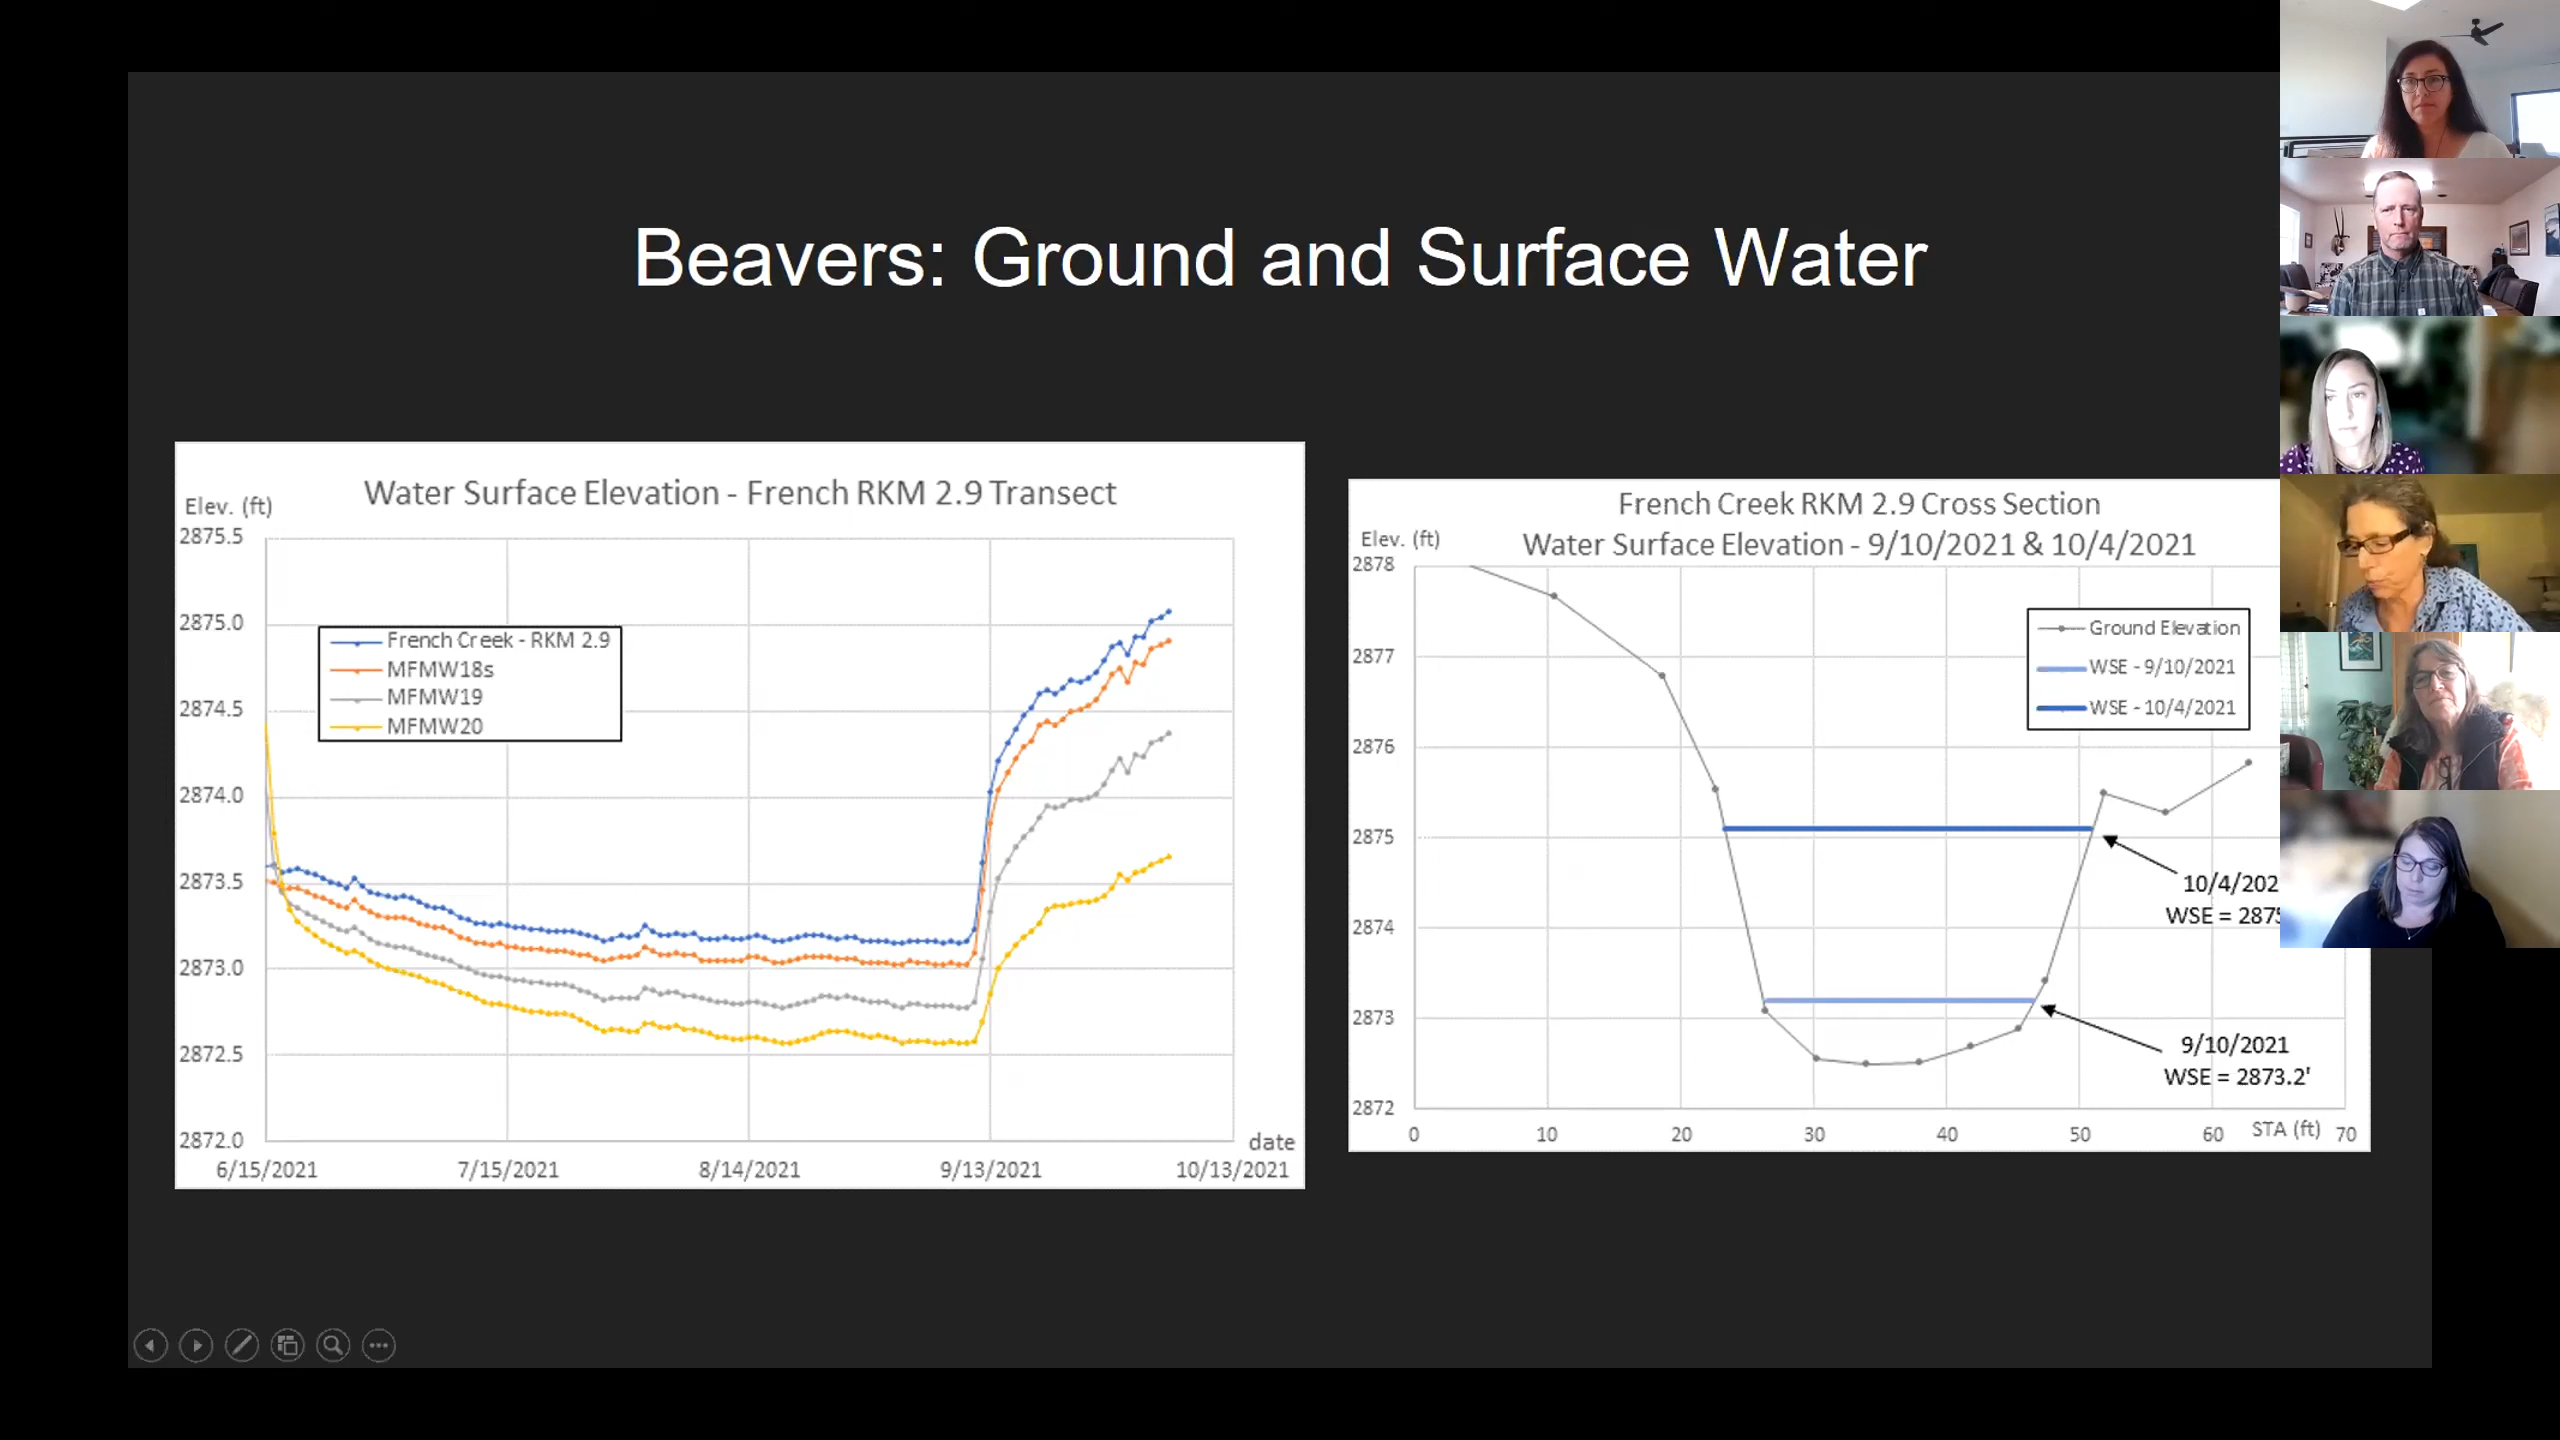 Beavers: Ground and Surface Water
Water Surface Elevation - French RKM 2.9 Transect
Elev. (ft)
2875.5
2875.0
2874.5
2874.0
2873.5
2873.0
2872.5
2872.0
French Creek - RKM 2.9
MFMW18s
MFMW19
MFMW20
date
6/15/2021 7/15/2021 8/14/2021 9/13/2021 10/13/2021
French Creek RKM 2.9 Cross Section
Water Surface Elevation - 9/10/2021 & 10/4/2021
Elev. (ft)
2878
2877
2876
2875
2874
2873
2872
Ground Elevation
WSE - 9/10/2021
WSE - 10/4/2021
10/4/202
WSE = 287
9/10/2021
WSE = 2873.2'
0 10 20 30 40 50 60 STA (ft) 70